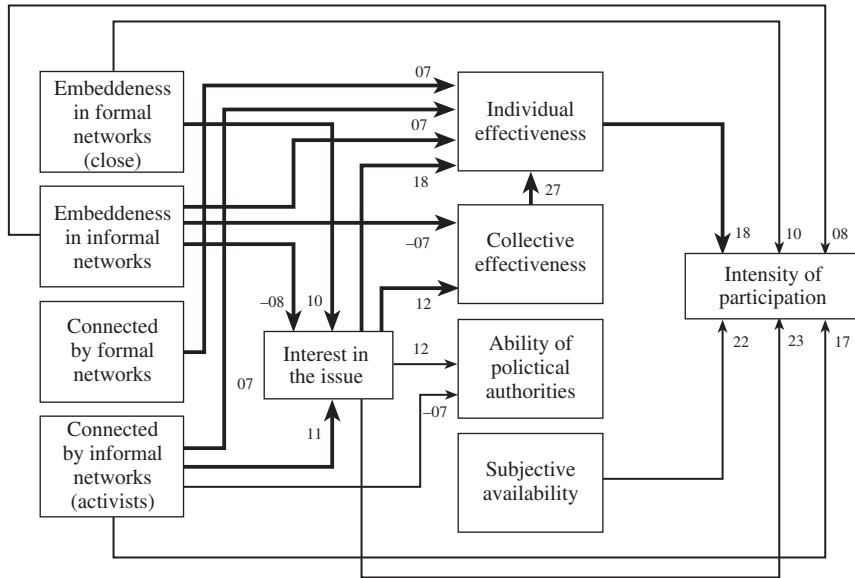 Embeddeness
in formal
networks
(close)
Embeddeness
in informal
networks
Connected
by formal
networks
Connected
by informal
networks
(activists)
07
07
18
–07
12
–08
10
Interest in
the issue
07
11
12
–07
Individual
effectiveness
27
Collective
effectiveness
Ability of
polictical
authorities
Subjective
availability
18
10
08
Intensity of
participation
22
23
17